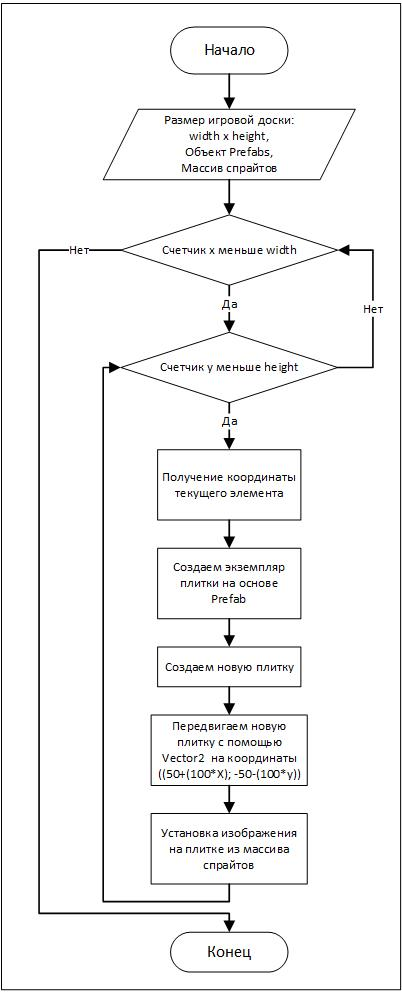 Начало
Размер игровой доски:
width x height,
Объект Prefabs,
Массив спрайтов
Нет
Счетчик x меньше width
Да
Нет
Счетчик y меньше height
Да
Получение координаты
текущего элемента
Создаем экземпляр
плитки на основе
Prefab
Создаем новую плитку
Передвигаем новую
плитку с помощью
Vector2 на координаты
((50+(100*X); -50-(100*y))
Установка изображения
на плитке из массива
спрайтов
Конец